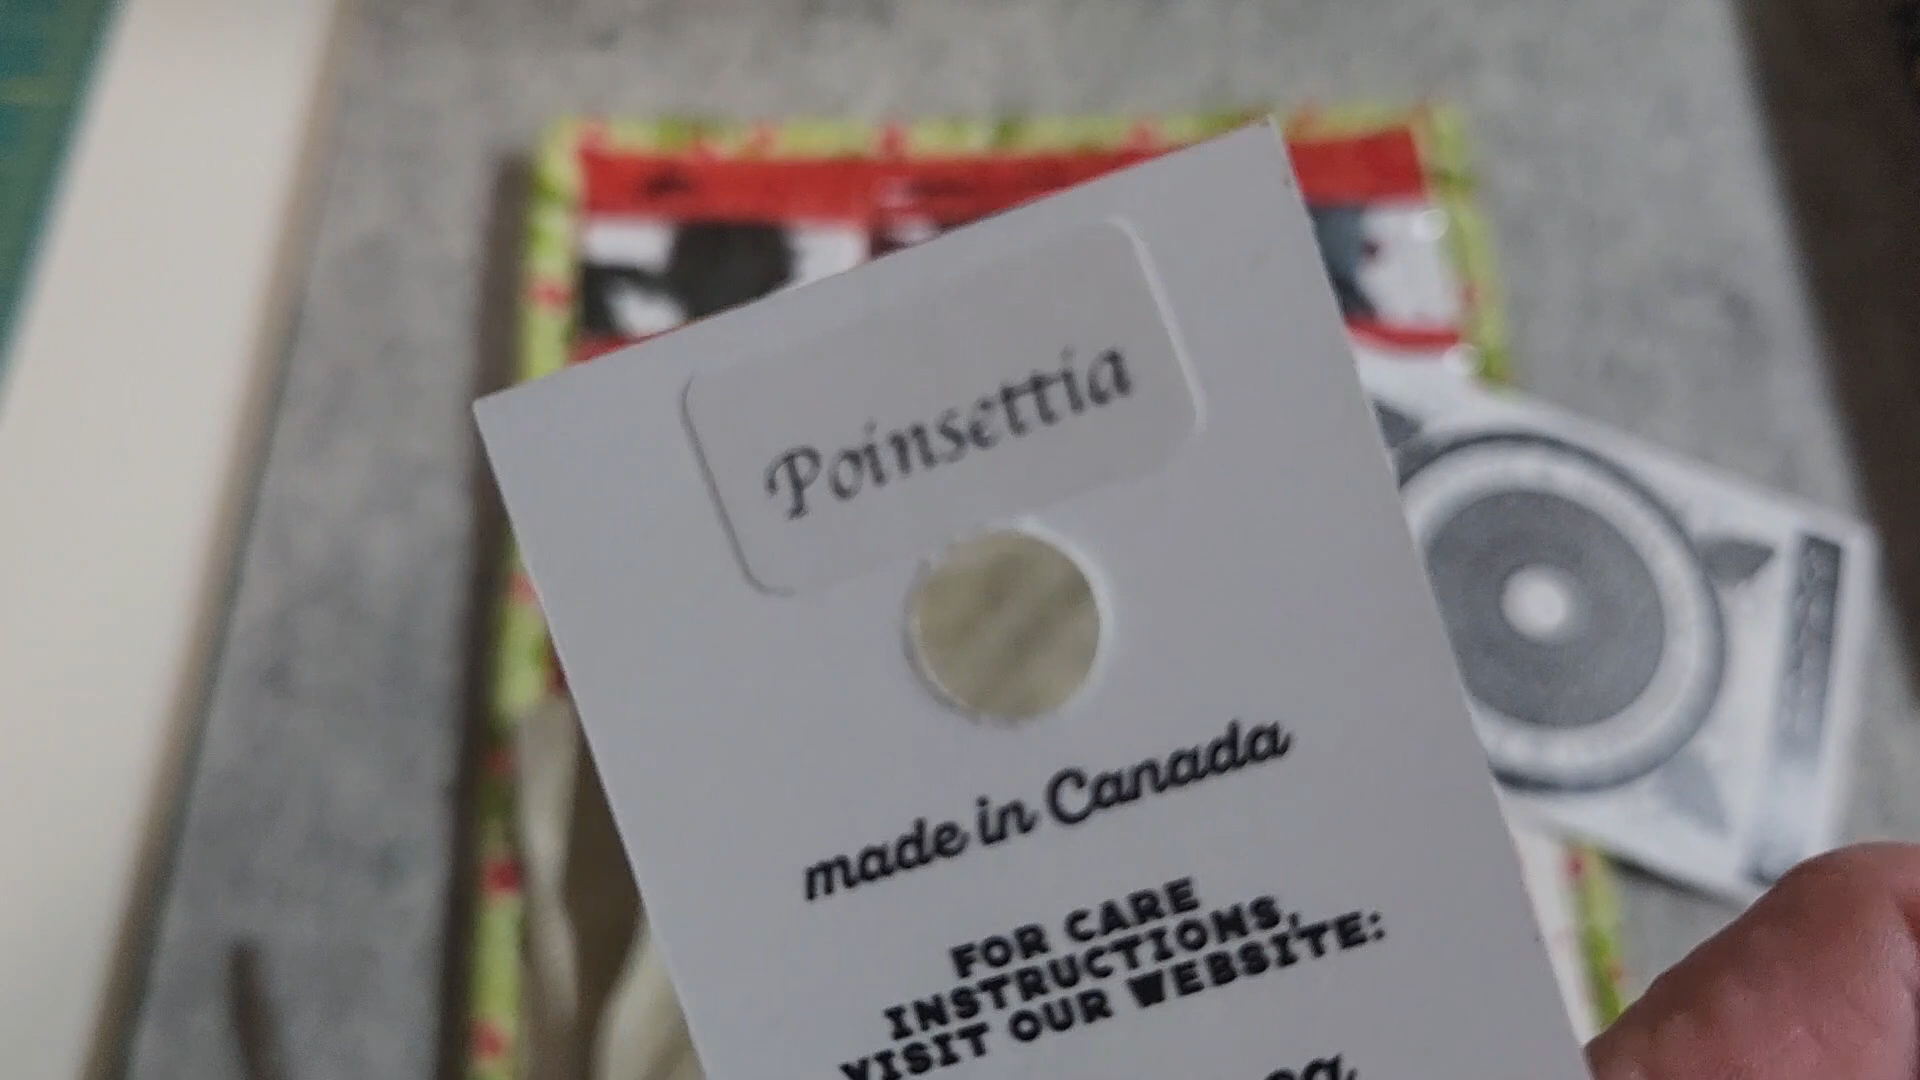 Poinsettia
made in Canada
FOR CARE
INSTRUCTIONS,
VISIT OUR WEBSITE: